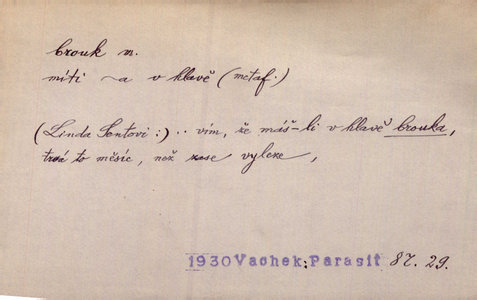 brouk m.
míti ~a v hlavě (metaf.)
(Linda Sentovi:) .. vím, že máš-li v hlavě brouka,
trvá to měsíc, než zase vyleze,
1930 Vachek: Parasit 87. 29.